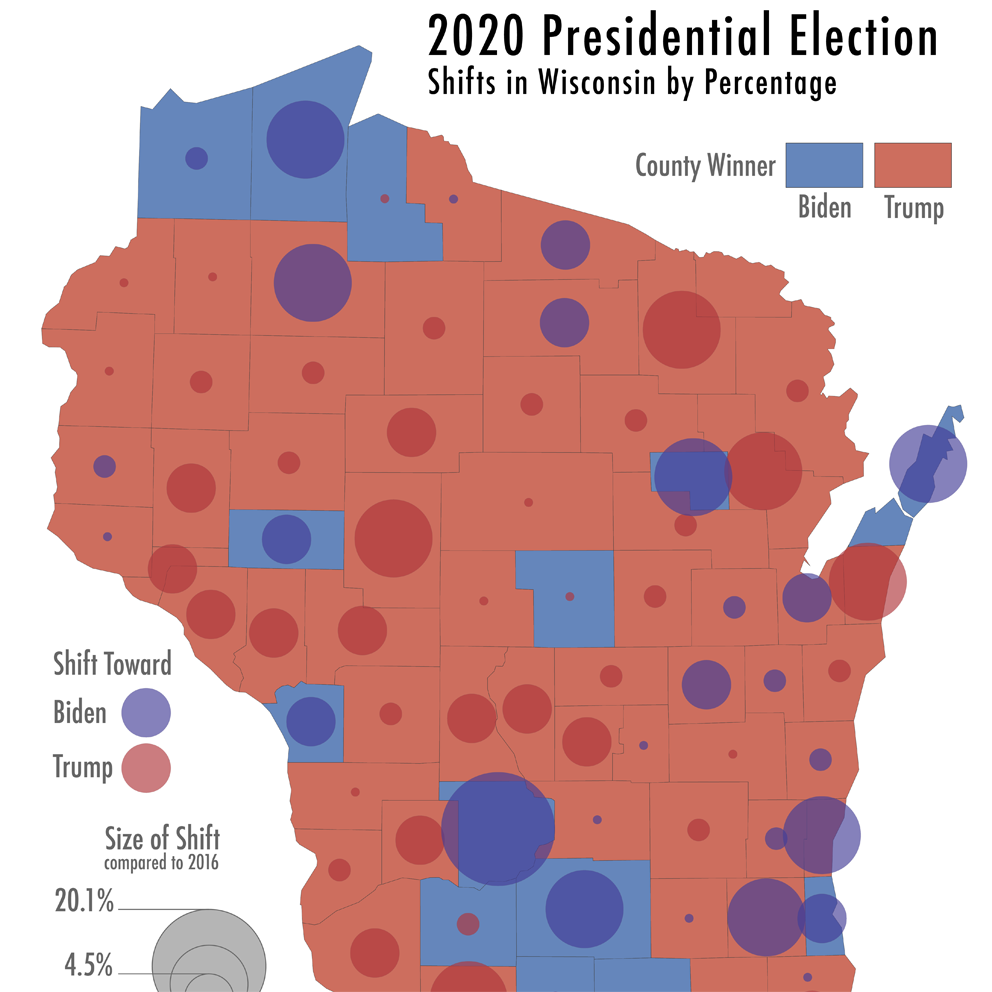 2020 Presidential Election
Shifts in Wisconsin by Percentage
County Winner
Biden
Trump
Shift Toward
Biden
Trump
Size of Shift
compared to 2016
20.1%
4.5%